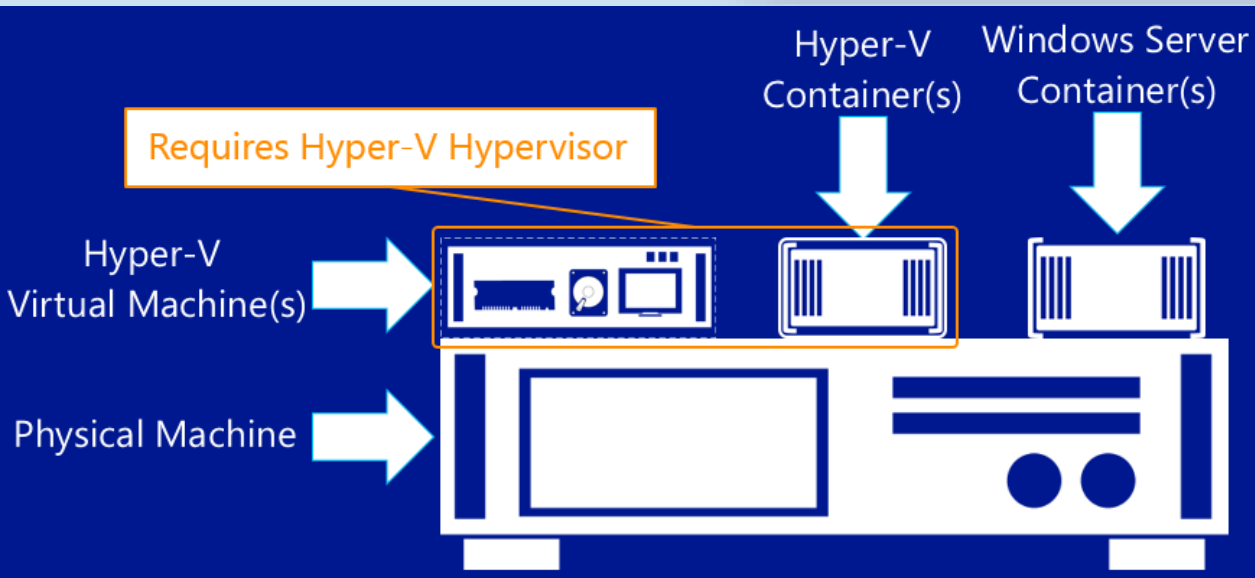 Hyper-V
Container(s)
Windows Server
Container(s)
Requires Hyper-V Hypervisor
Hyper-V
Virtual Machine(s)
Physical Machine